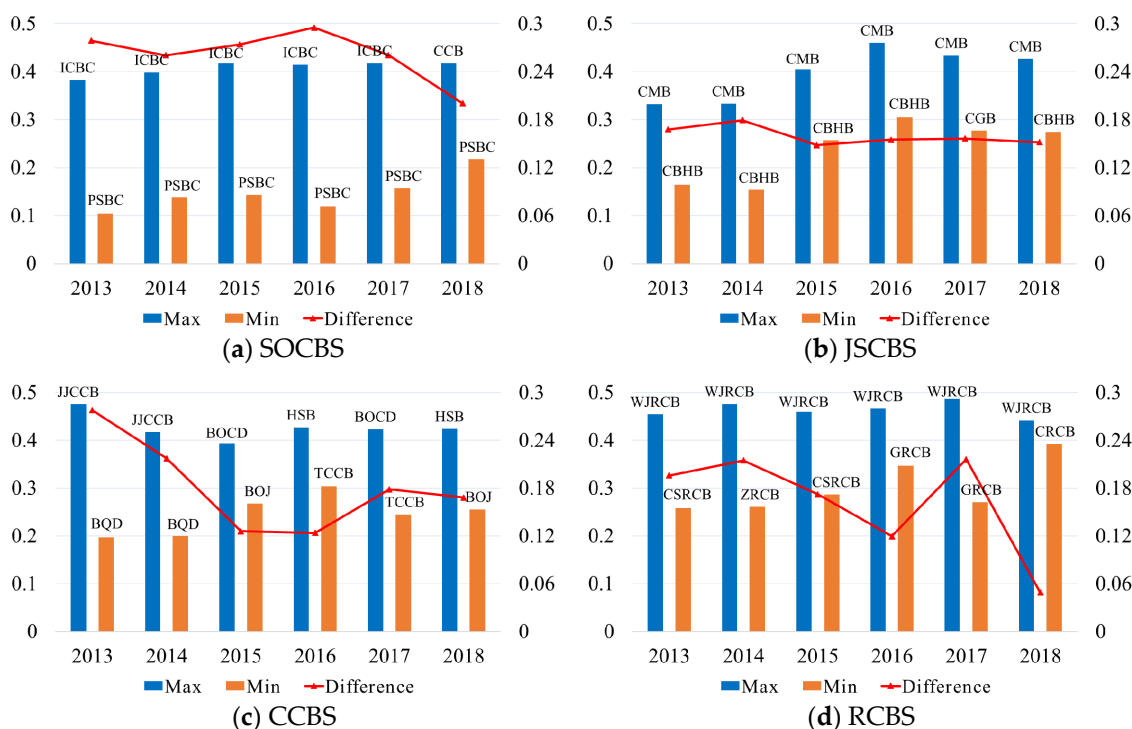 0.5 0.3
ICBC ICBC ICBC ICBC ICBC CCB
0.4 0.24
0.3 0.18
PSBC PSBC PSBC PSBC PSBC PSBC
0.2 0.12
0.1 0.06
0 0
2013 2014 2015 2016 2017 2018
Max Min Difference
(a) SOCBS
0.5 0.3
CMB CMB CMB CMB CMB CMB
0.4 0.24
0.3 0.18
CBHB CBHB CBHB CBHB CGB CBHB
0.2 0.12
0.1 0.06
0 0
2013 2014 2015 2016 2017 2018
Max Min Difference
(b) JSCBS
0.5 0.3
JJCCB JJCCB BOCD HSB BOCD HSB
0.4 0.24
0.3 0.18
BQD BQD BOJ TCCB TCCB BOJ
0.2 0.12
0.1 0.06
0 0
2013 2014 2015 2016 2017 2018
Max Min Difference
(c) CCBS
0.5 0.3
WJRCB WJRCB WJRCB WJRCB WJRCB WJRCB
0.4 0.24
0.3 0.18
CSRCB ZRCB CSRCB GRCB GRCB CRCB
0.2 0.12
0.1 0.06
0 0
2013 2014 2015 2016 2017 2018
Max Min Difference
(d) RCBS